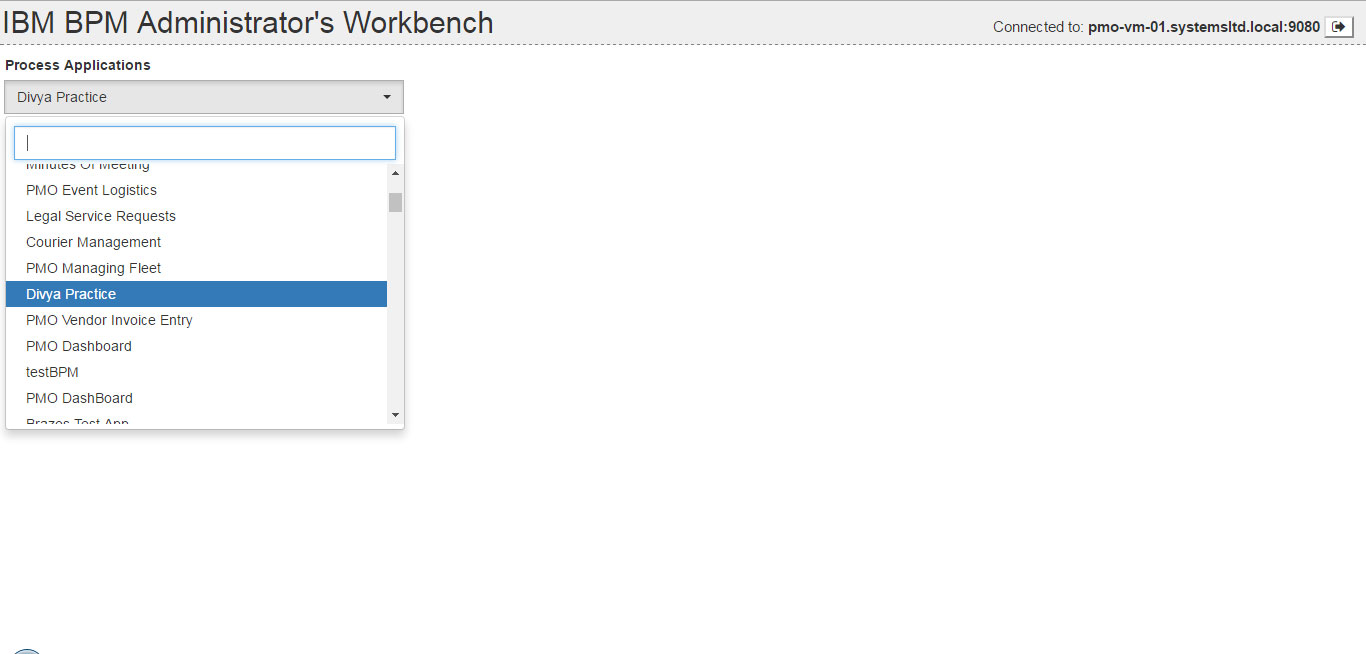 IBM BPM Administrator's Workbench
Connected to: pmo-vm-01.systemsltd.local:9080
Process Applications
Divya Practice
Minutes Of Meeting
PMO Event Logistics
Legal Service Requests
Courier Management
PMO Managing Fleet
Divya Practice
PMO Vendor Invoice Entry
PMO Dashboard
testBPM
PMO DashBoard
Brazos Test App